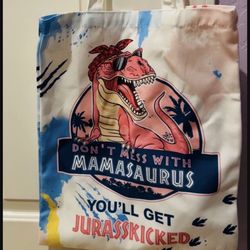 DON'T MESS WITH
MAMASAURUS
YOU'LL GET
JURASSKICKED